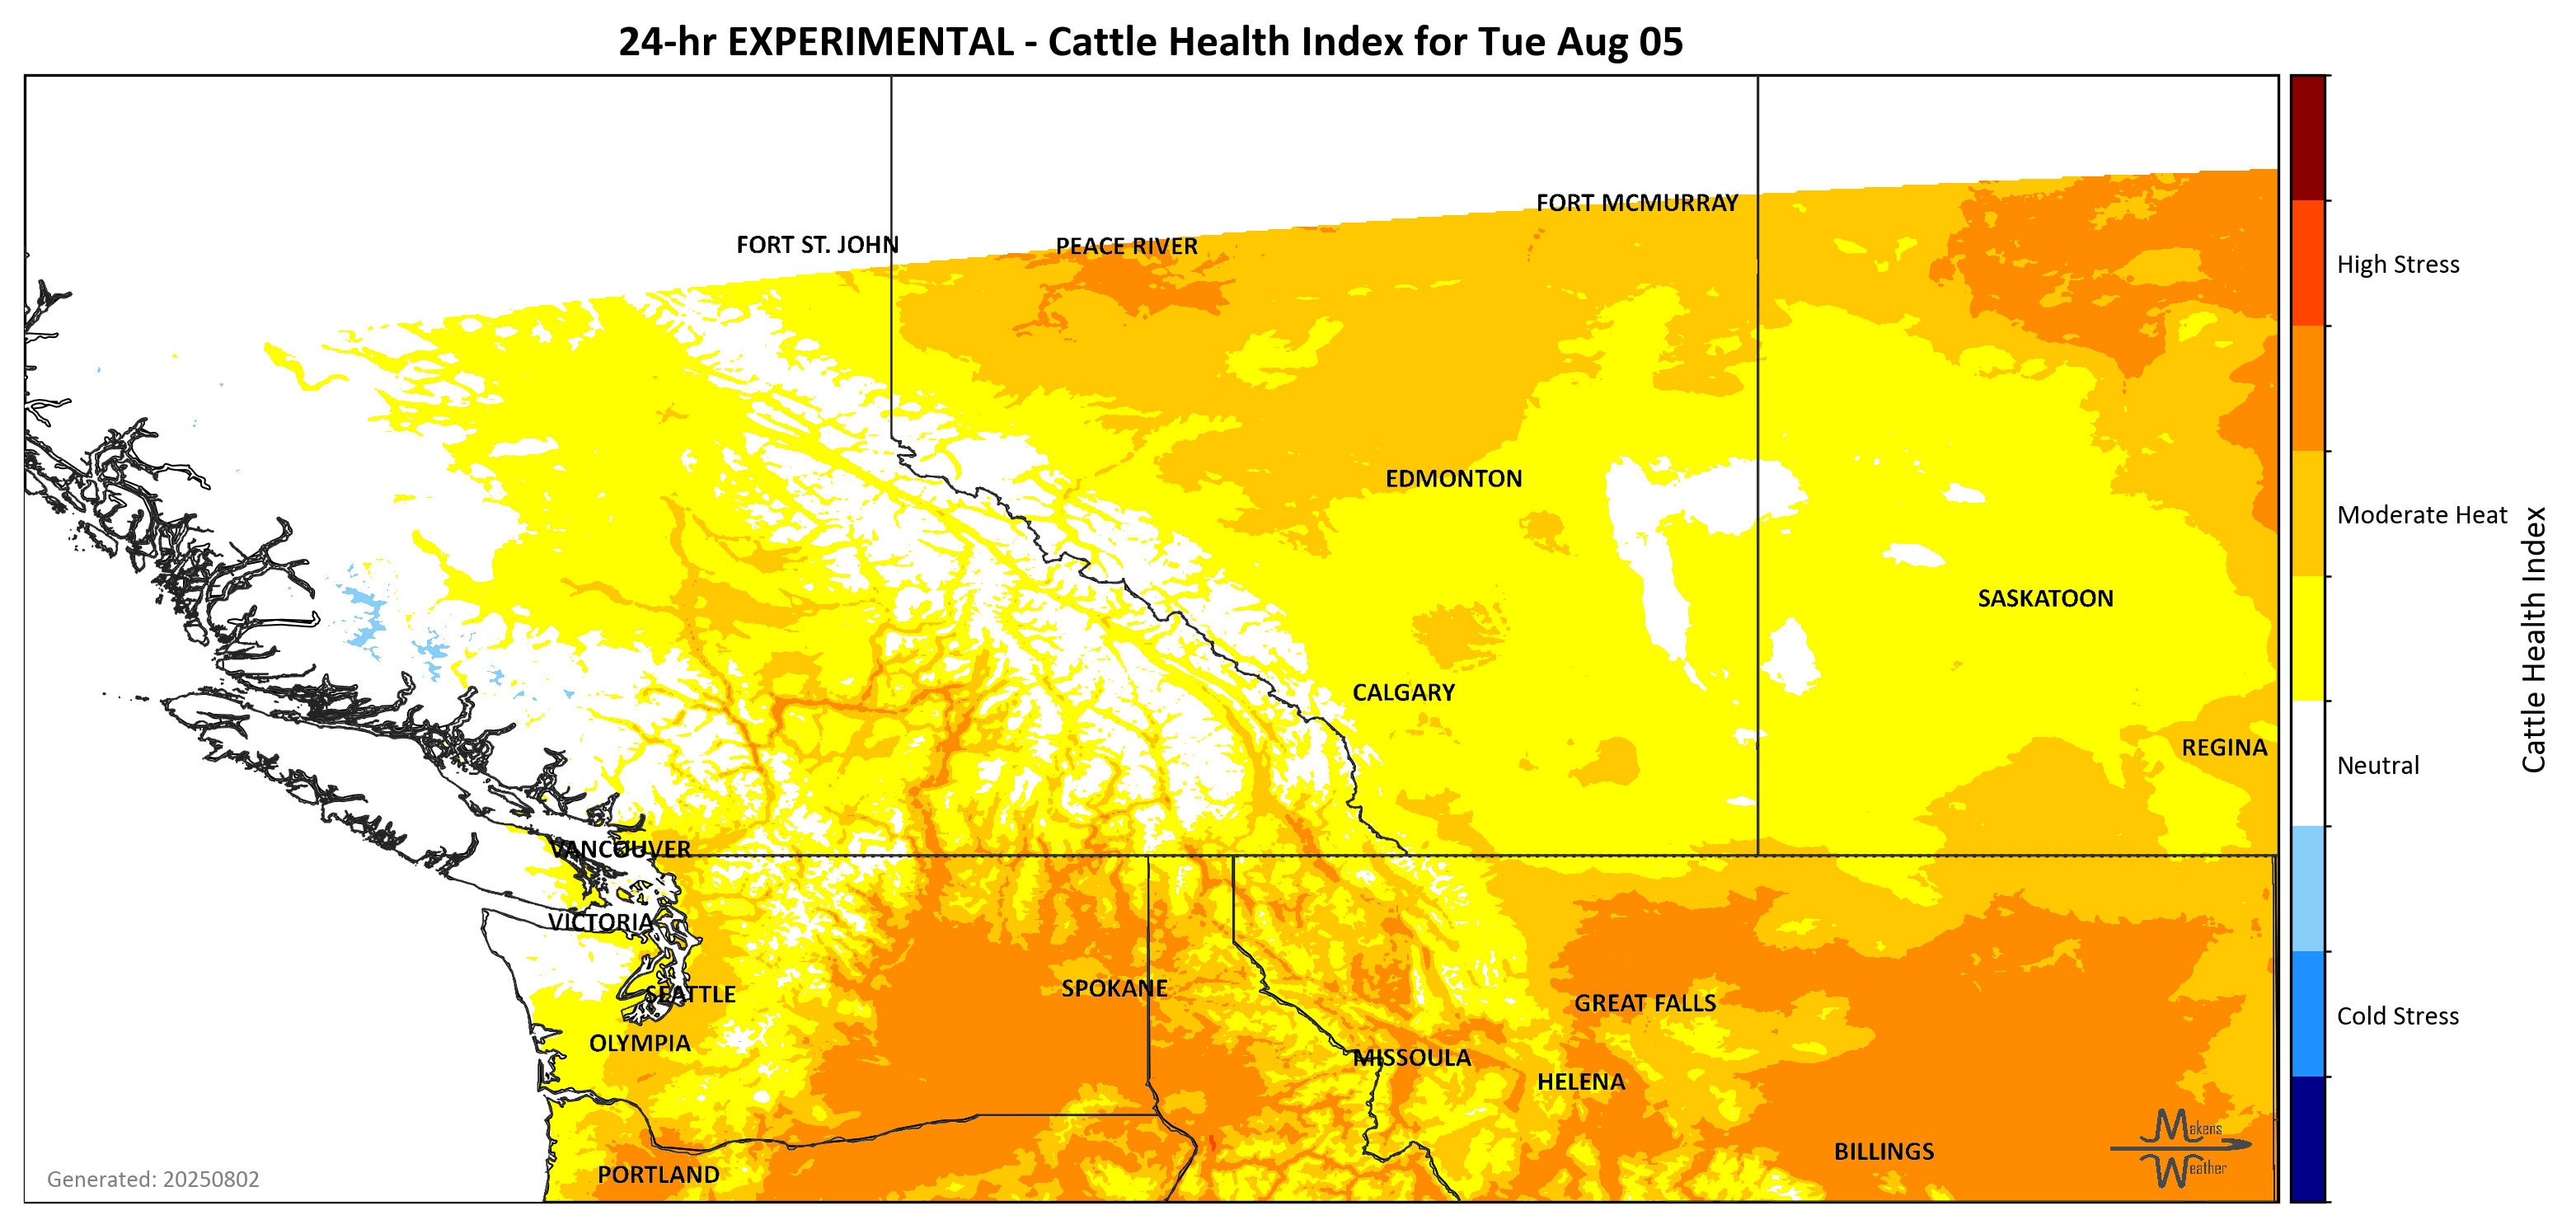 24-hr EXPERIMENTAL - Cattle Health Index for Tue Aug 05
FORT MCMURRAY
FORT ST. JOHN
PEACE RIVER
EDMONTON
SASKATOON
CALGARY
REGINA
VANCOUVER
VICTORIA
SEATTLE
SPOKANE
GREAT FALLS
OLYMPIA
MISSOULA
HELENA
BILLINGS
PORTLAND
Makens
Weather
Generated: 20250802
High Stress
Moderate Heat
Neutral
Cold Stress
Cattle Health Index